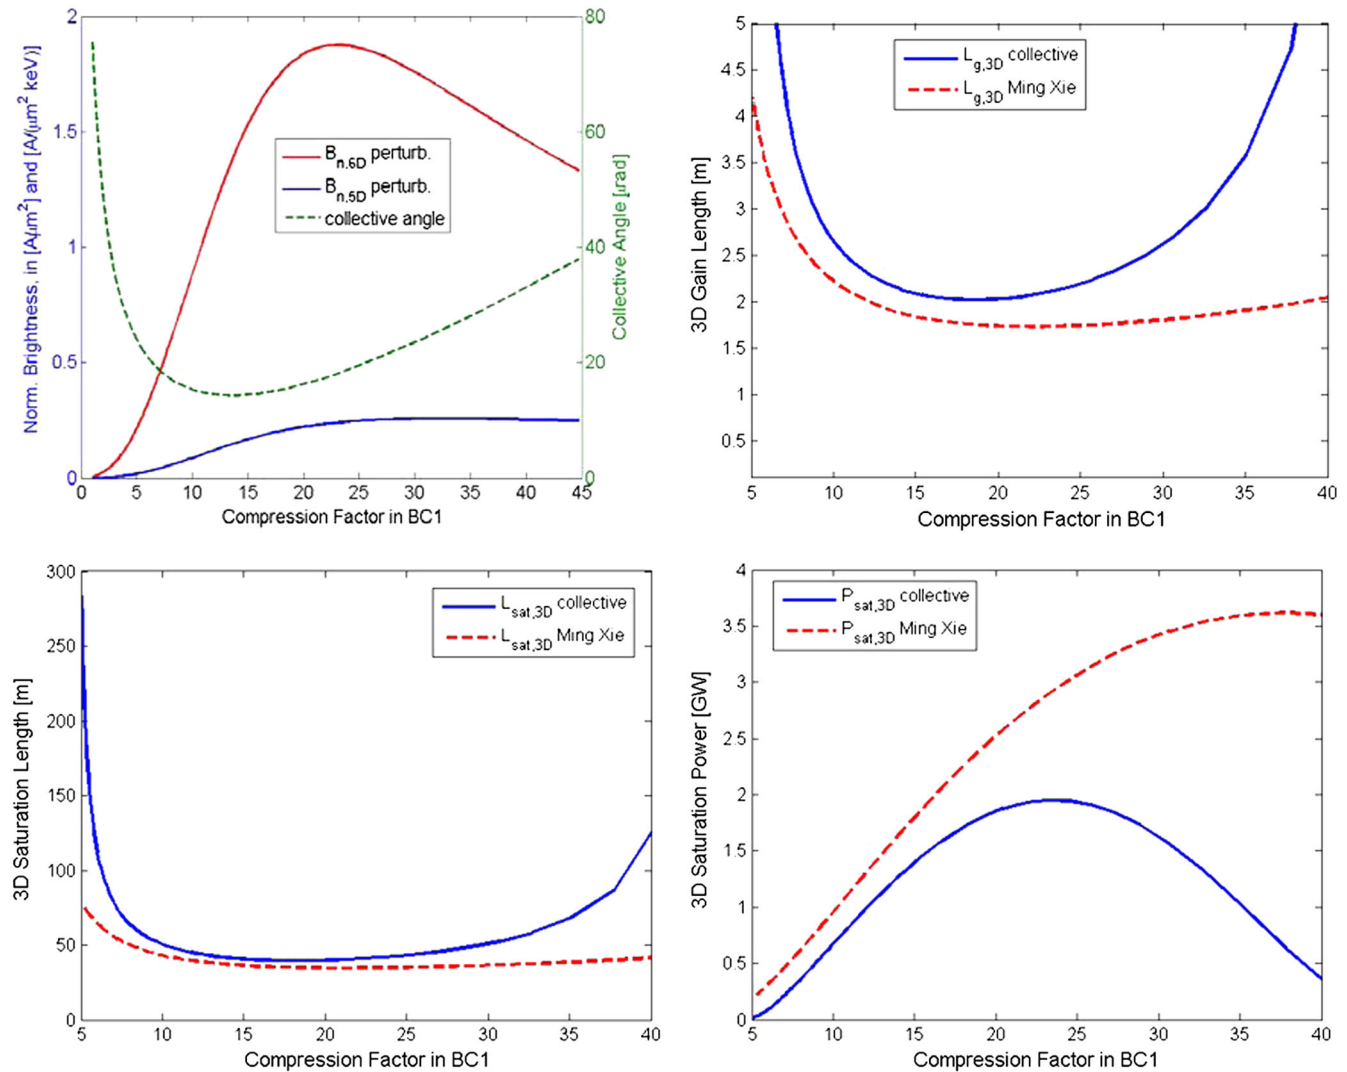 Norm. Brightness, in [A/μm²] and [A/(μm² keV)]
2
1.5
1
0.5
0
80
60
40
20
0
Collective Angle [μrad]
B_n,6D perturb.
B_n,5D perturb.
collective angle
0 5 10 15 20 25 30 35 40 45
Compression Factor in BC1
3D Gain Length [m]
5
4.5
4
3.5
3
2.5
2
1.5
1
0.5
L_g,3D collective
L_g,3D Ming Xie
5 10 15 20 25 30 35 40
Compression Factor in BC1
3D Saturation Length [m]
300
250
200
150
100
50
0
L_sat,3D collective
L_sat,3D Ming Xie
5 10 15 20 25 30 35 40
Compression Factor in BC1
3D Saturation Power [GW]
4
3.5
3
2.5
2
1.5
1
0.5
0
P_sat,3D collective
P_sat,3D Ming Xie
5 10 15 20 25 30 35 40
Compression Factor in BC1